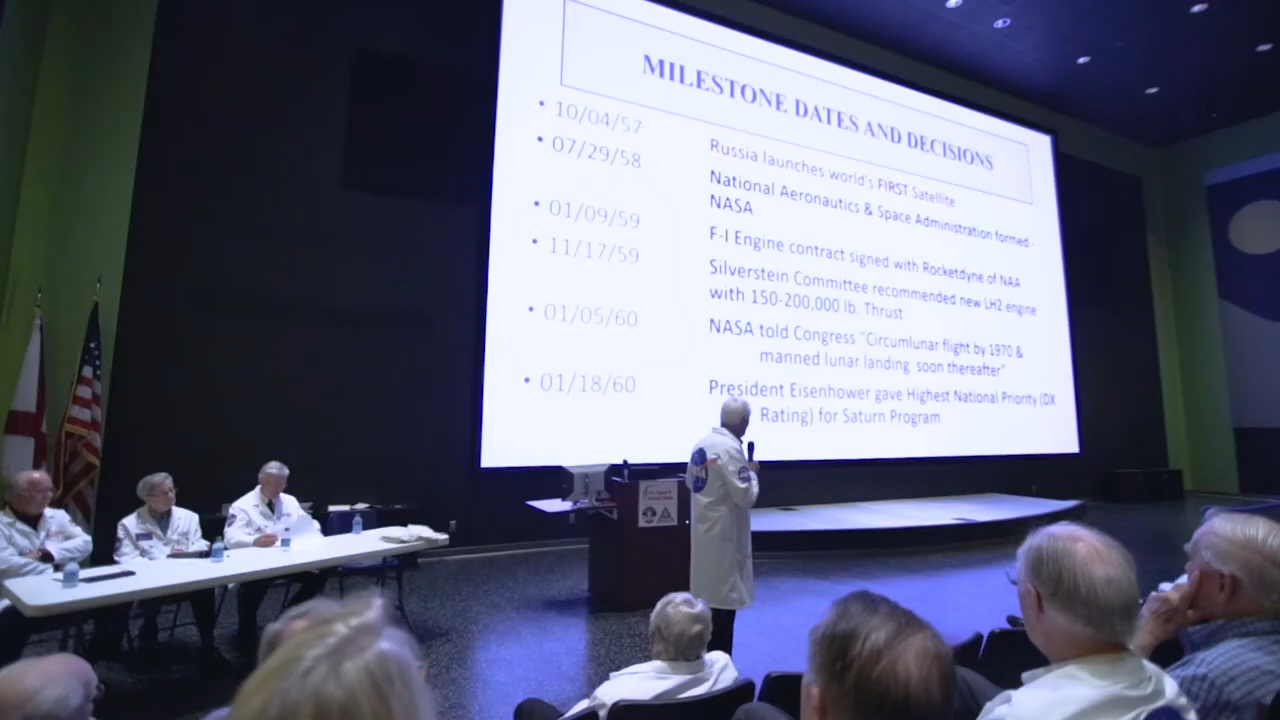 MILESTONE DATES AND DECISIONS
• 10/04/57 Russia launches world's FIRST Satellite
• 07/29/58 National Aeronautics & Space Administration formed -
NASA
• 01/09/59 F-I Engine contract signed with Rocketdyne of NAA
• 11/17/59 Silverstein Committee recommended new LH2 engine
with 150-200,000 lb. Thrust
• 01/05/60 NASA told Congress "Circumlunar flight by 1970 &
manned lunar landing soon thereafter"
• 01/18/60 President Eisenhower gave Highest National Priority (DX
Rating) for Saturn Program